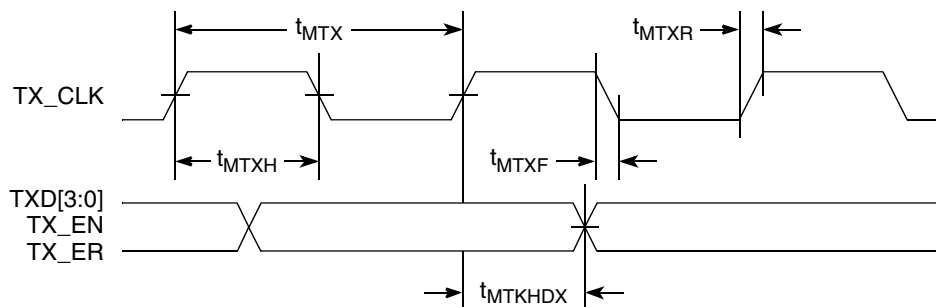 tMTX
tMTXR
TX_CLK
tMTXH
tMTXF
TXD[3:0]
TX_EN
TX_ER
tMTKHDX